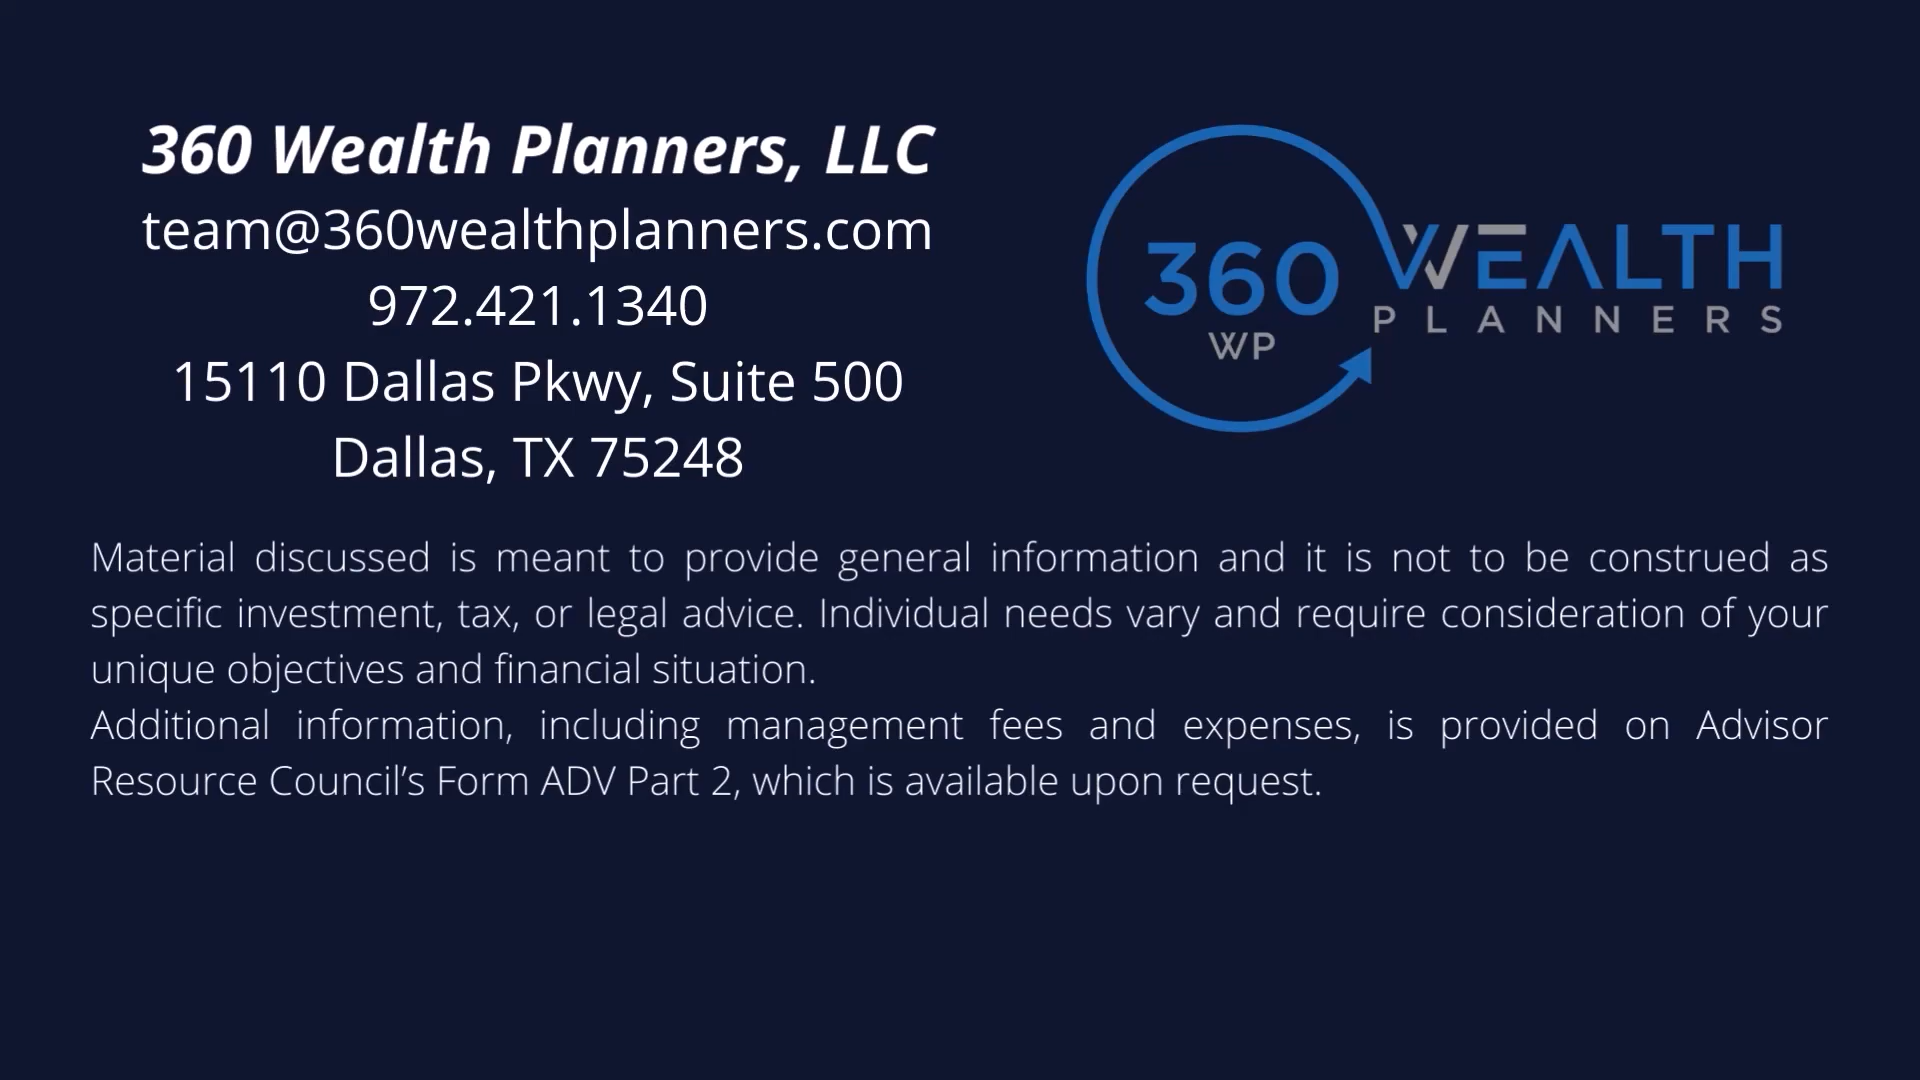 360 Wealth Planners, LLC
team@360wealthplanners.com
972.421.1340
15110 Dallas Pkwy, Suite 500
Dallas, TX 75248
360
WP
WEALTH
PLANNERS
Material discussed is meant to provide general information and it is not to be construed as
specific investment, tax, or legal advice. Individual needs vary and require consideration of your
unique objectives and financial situation.
Additional information, including management fees and expenses, is provided on Advisor
Resource Council’s Form ADV Part 2, which is available upon request.